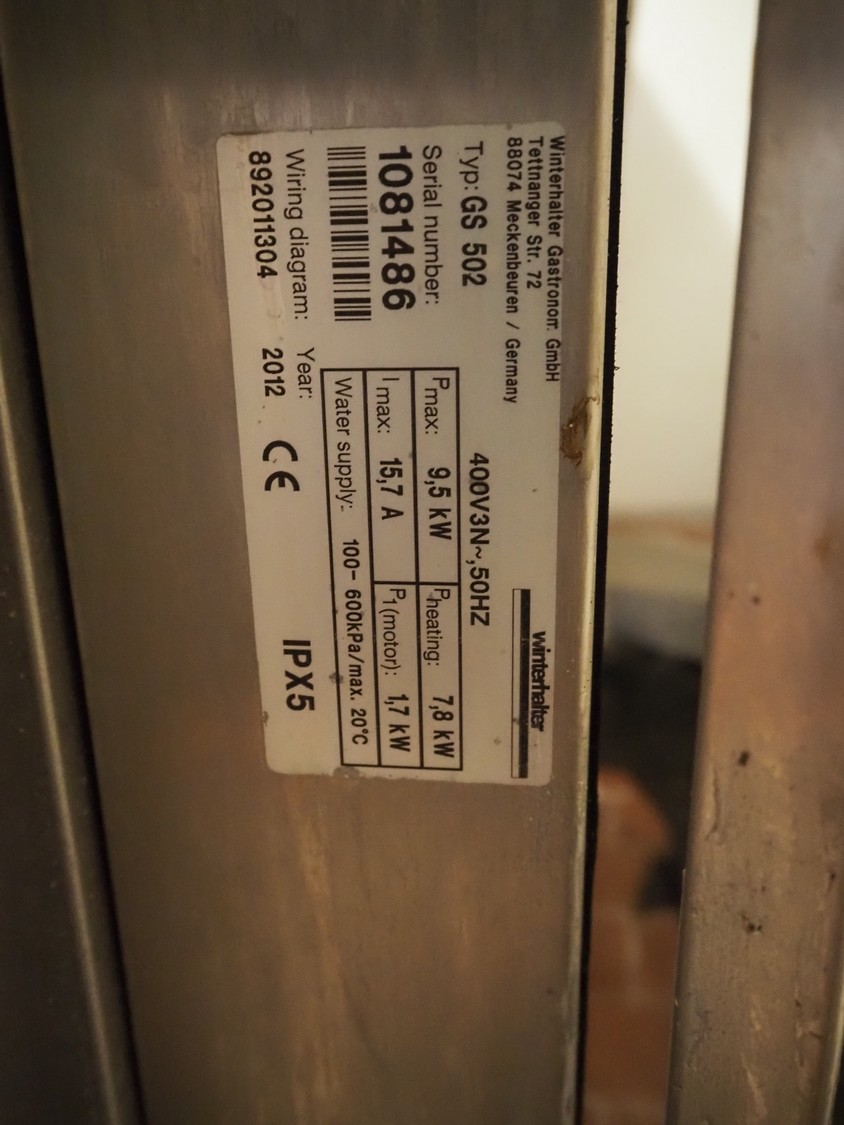 Winterhalter Gastronom GmbH
Tettnanger Str. 72
88074 Meckenbeuren / Germany
winterhalter
Typ: GS 502
400V3N~,50HZ
Serial number:
1081486
Pmax: 9,5 kW
Pheating: 7,8 kW
Imax: 15,7 A
P1(motor): 1,7 kW
Water supply: 100- 600kPa/max. 20°C
Wiring diagram:
892011304
Year:
2012
CE
IPX5